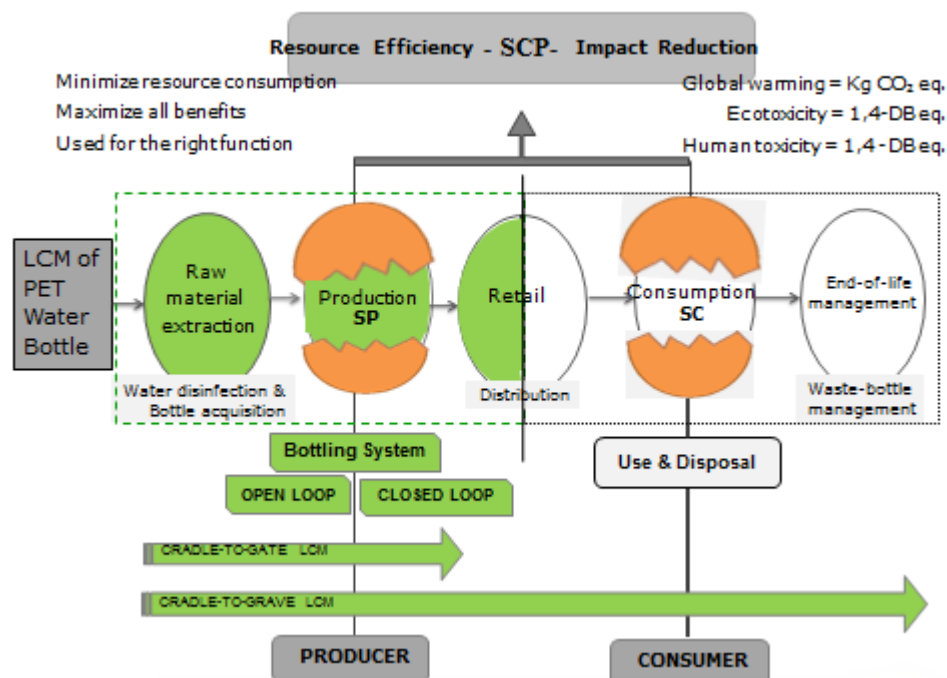 Resource Efficiency - SCP- Impact Reduction
Minimize resource consumption
Maximize all benefits
Used for the right function
Global warming = Kg CO₂ eq.
Ecotoxicity = 1,4-DB eq.
Human toxicity = 1,4-DB eq.
LCM of
PET
Water
Bottle
Raw
material
extraction
Production
SP
Retail
Consumption
SC
End-of-life
management
Water disinfection &
Bottle acquisition
Distribution
Waste-bottle
management
Bottling System
OPEN LOOP
CLOSED LOOP
Use & Disposal
CRADLE-TO-GATE LCM
CRADLE-TO-GRAVE LCM
PRODUCER
CONSUMER